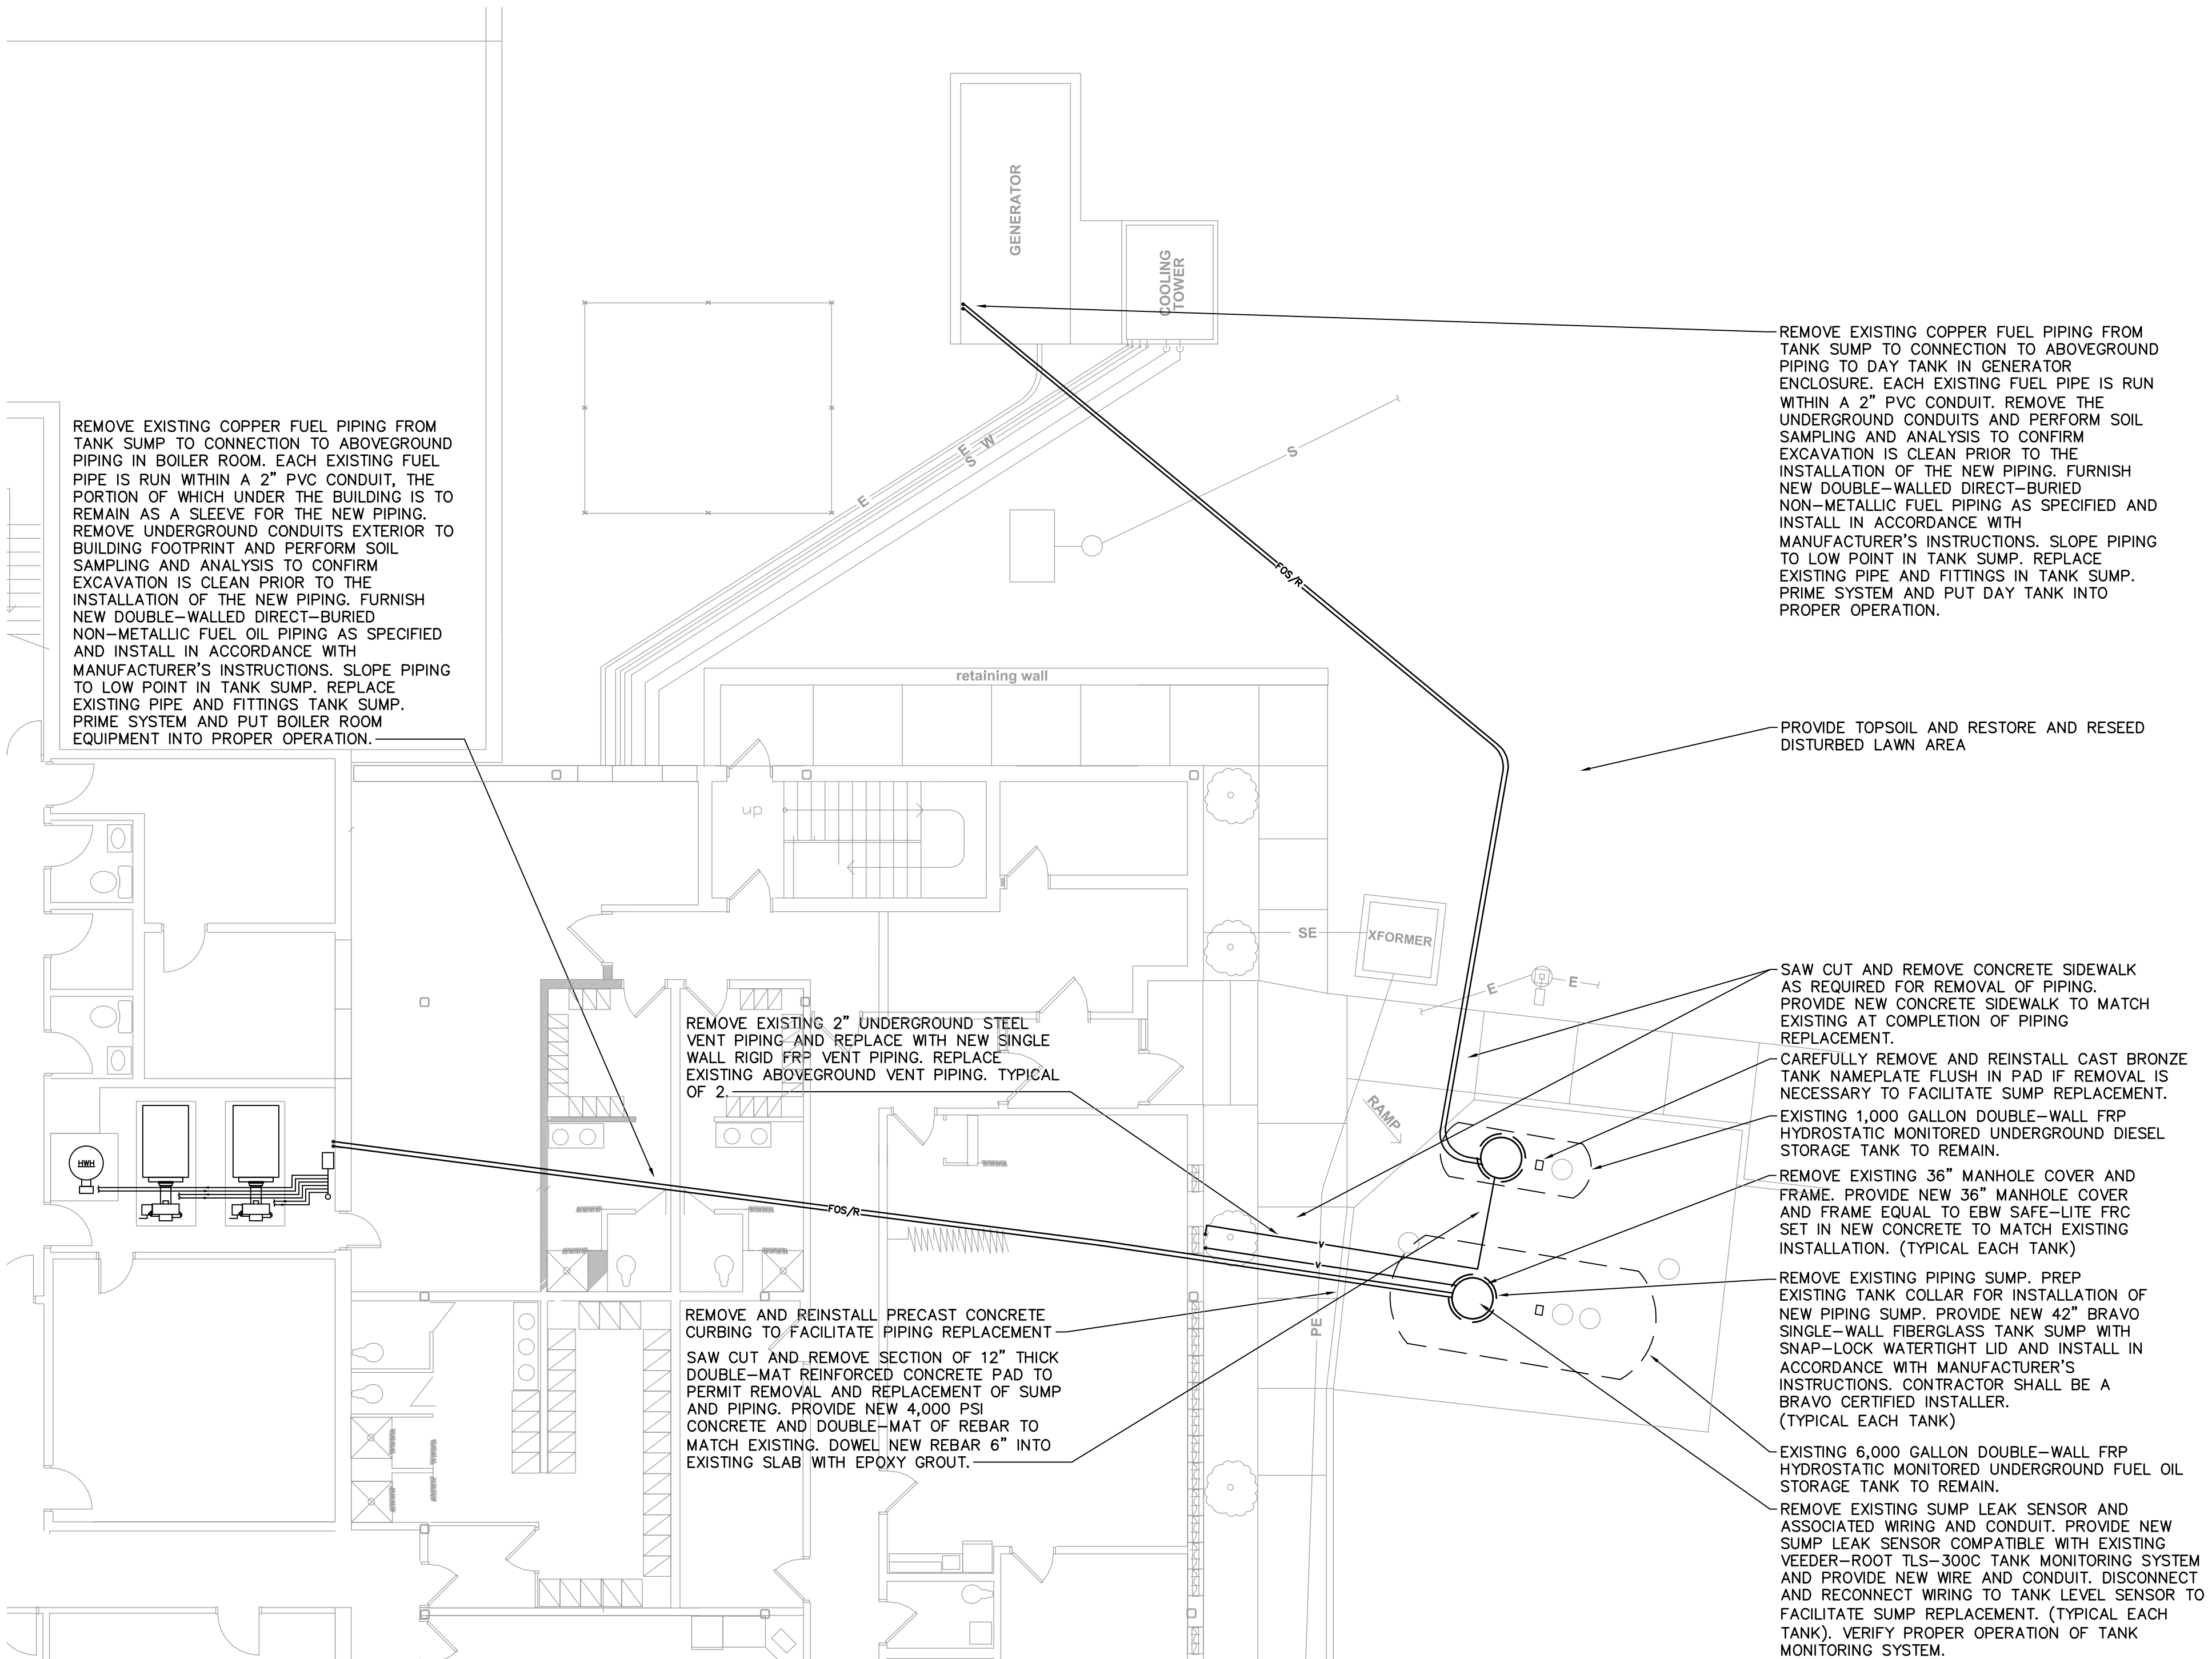 GENERATOR
COOLING
TOWER
REMOVE EXISTING COPPER FUEL PIPING FROM
TANK SUMP TO CONNECTION TO ABOVEGROUND
PIPING TO DAY TANK IN GENERATOR
ENCLOSURE. EACH EXISTING FUEL PIPE IS RUN
WITHIN A 2" PVC CONDUIT. REMOVE THE
UNDERGROUND CONDUITS AND PERFORM SOIL
SAMPLING AND ANALYSIS TO CONFIRM
EXCAVATION IS CLEAN PRIOR TO THE
INSTALLATION OF THE NEW PIPING. FURNISH
NEW DOUBLE-WALLED DIRECT-BURIED
NON-METALLIC FUEL PIPING AS SPECIFIED AND
INSTALL IN ACCORDANCE WITH
MANUFACTURER'S INSTRUCTIONS. SLOPE PIPING
TO LOW POINT IN TANK SUMP. REPLACE
EXISTING PIPE AND FITTINGS IN TANK SUMP.
PRIME SYSTEM AND PUT DAY TANK INTO
PROPER OPERATION.
REMOVE EXISTING COPPER FUEL PIPING FROM
TANK SUMP TO CONNECTION TO ABOVEGROUND
PIPING IN BOILER ROOM. EACH EXISTING FUEL
PIPE IS RUN WITHIN A 2" PVC CONDUIT, THE
PORTION OF WHICH UNDER THE BUILDING IS TO
REMAIN AS A SLEEVE FOR THE NEW PIPING.
REMOVE UNDERGROUND CONDUITS EXTERIOR TO
BUILDING FOOTPRINT AND PERFORM SOIL
SAMPLING AND ANALYSIS TO CONFIRM
EXCAVATION IS CLEAN PRIOR TO THE
INSTALLATION OF THE NEW PIPING. FURNISH
NEW DOUBLE-WALLED DIRECT-BURIED
NON-METALLIC FUEL OIL PIPING AS SPECIFIED
AND INSTALL IN ACCORDANCE WITH
MANUFACTURER'S INSTRUCTIONS. SLOPE PIPING
TO LOW POINT IN TANK SUMP. REPLACE
EXISTING PIPE AND FITTINGS TANK SUMP.
PRIME SYSTEM AND PUT BOILER ROOM
EQUIPMENT INTO PROPER OPERATION.
E
S
W
E
S
FOS/R
retaining wall
PROVIDE TOPSOIL AND RESTORE AND RESEED
DISTURBED LAWN AREA
dn
SE
XFORMER
E
E
SAW CUT AND REMOVE CONCRETE SIDEWALK
AS REQUIRED FOR REMOVAL OF PIPING.
PROVIDE NEW CONCRETE SIDEWALK TO MATCH
EXISTING AT COMPLETION OF PIPING
REPLACEMENT.
REMOVE EXISTING 2" UNDERGROUND STEEL
VENT PIPING AND REPLACE WITH NEW SINGLE
WALL RIGID FRP VENT PIPING. REPLACE
EXISTING ABOVEGROUND VENT PIPING. TYPICAL
OF 2.
CAREFULLY REMOVE AND REINSTALL CAST BRONZE
TANK NAMEPLATE FLUSH IN PAD IF REMOVAL IS
NECESSARY TO FACILITATE SUMP REPLACEMENT.
RAMP
EXISTING 1,000 GALLON DOUBLE-WALL FRP
HYDROSTATIC MONITORED UNDERGROUND DIESEL
STORAGE TANK TO REMAIN.
HWH
REMOVE EXISTING 36" MANHOLE COVER AND
FRAME. PROVIDE NEW 36" MANHOLE COVER
AND FRAME EQUAL TO EBW SAFE-LITE FRC
SET IN NEW CONCRETE TO MATCH EXISTING
INSTALLATION. (TYPICAL EACH TANK)
FOS/R
V
V
REMOVE EXISTING PIPING SUMP. PREP
EXISTING TANK COLLAR FOR INSTALLATION OF
NEW PIPING SUMP. PROVIDE NEW 42" BRAVO
SINGLE-WALL FIBERGLASS TANK SUMP WITH
SNAP-LOCK WATERTIGHT LID AND INSTALL IN
ACCORDANCE WITH MANUFACTURER'S
INSTRUCTIONS. CONTRACTOR SHALL BE A
BRAVO CERTIFIED INSTALLER.
(TYPICAL EACH TANK)
PE
REMOVE AND REINSTALL PRECAST CONCRETE
CURBING TO FACILITATE PIPING REPLACEMENT
SAW CUT AND REMOVE SECTION OF 12" THICK
DOUBLE-MAT REINFORCED CONCRETE PAD TO
PERMIT REMOVAL AND REPLACEMENT OF SUMP
AND PIPING. PROVIDE NEW 4,000 PSI
CONCRETE AND DOUBLE-MAT OF REBAR TO
MATCH EXISTING. DOWEL NEW REBAR 6" INTO
EXISTING SLAB WITH EPOXY GROUT.
EXISTING 6,000 GALLON DOUBLE-WALL FRP
HYDROSTATIC MONITORED UNDERGROUND FUEL OIL
STORAGE TANK TO REMAIN.
REMOVE EXISTING SUMP LEAK SENSOR AND
ASSOCIATED WIRING AND CONDUIT. PROVIDE NEW
SUMP LEAK SENSOR COMPATIBLE WITH EXISTING
VEEDER-ROOT TLS-300C TANK MONITORING SYSTEM
AND PROVIDE NEW WIRE AND CONDUIT. DISCONNECT
AND RECONNECT WIRING TO TANK LEVEL SENSOR TO
FACILITATE SUMP REPLACEMENT. (TYPICAL EACH
TANK). VERIFY PROPER OPERATION OF TANK
MONITORING SYSTEM.